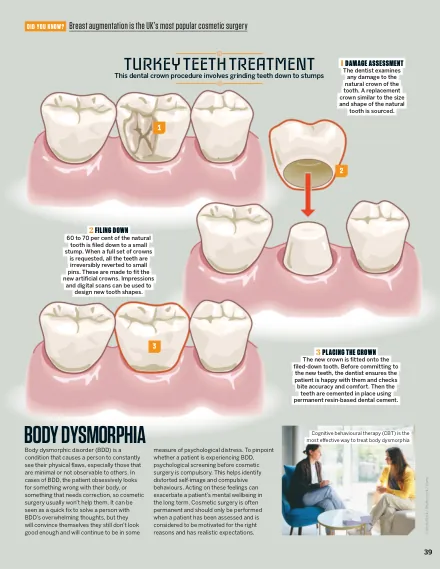 DID YOU KNOW? Breast augmentation is the UK's most popular cosmetic surgery
TURKEY TEETH TREATMENT
This dental crown procedure involves grinding teeth down to stumps
1 DAMAGE ASSESSMENT
The dentist examines
any damage to the
natural crown of the
tooth. A replacement
crown similar to the size
and shape of the natural
tooth is sourced.
1
2
2 FILING DOWN
60 to 70 per cent of the natural
tooth is filed down to a small
stump. When a full set of crowns
is requested, all the teeth are
irreversibly reverted to small
pins. These are made to fit the
new artificial crowns. Impressions
and digital scans can be used to
design new tooth shapes.
3
3 PLACING THE CROWN
The new crown is fitted onto the
filed-down tooth. Before committing to
the new teeth, the dentist ensures the
patient is happy with them and checks
bite accuracy and comfort. Then the
teeth are cemented in place using
permanent resin-based dental cement.
BODY DYSMORPHIA
Body dysmorphic disorder (BDD) is a
condition that causes a person to constantly
see their physical flaws, especially those that
are minimal or not observable to others. In
cases of BDD, the patient obsessively looks
for something wrong with their body, or
something that needs correction, so cosmetic
surgery usually won't help them. It can be
seen as a quick fix to solve a person with
BDD's overwhelming thoughts, but they
will convince themselves they still don't look
good enough and will continue to be in some
measure of psychological distress. To pinpoint
whether a patient is experiencing BDD,
psychological screening before cosmetic
surgery is compulsory. This helps identify
distorted self-image and compulsive
behaviours. Acting on these feelings can
exacerbate a patient's mental wellbeing in
the long term. Cosmetic surgery is often
permanent and should only be performed
when a patient has been assessed and is
considered to be motivated for the right
reasons and has realistic expectations.
Cognitive behavioural therapy (CBT) is the
most effective way to treat body dysmorphia
39